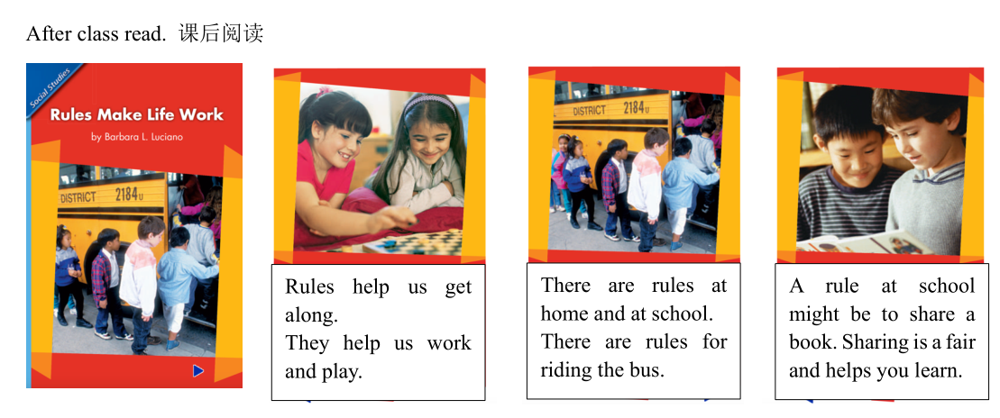 After class read. 课后阅读
Social Studies
Rules Make Life Work
by Barbara L. Luciano
DISTRICT 2184U
Rules help us get
along.
They help us work
and play.
DISTRICT 2184U
There are rules at
home and at school.
There are rules for
riding the bus.
A rule at school
might be to share a
book. Sharing is a fair
and helps you learn.